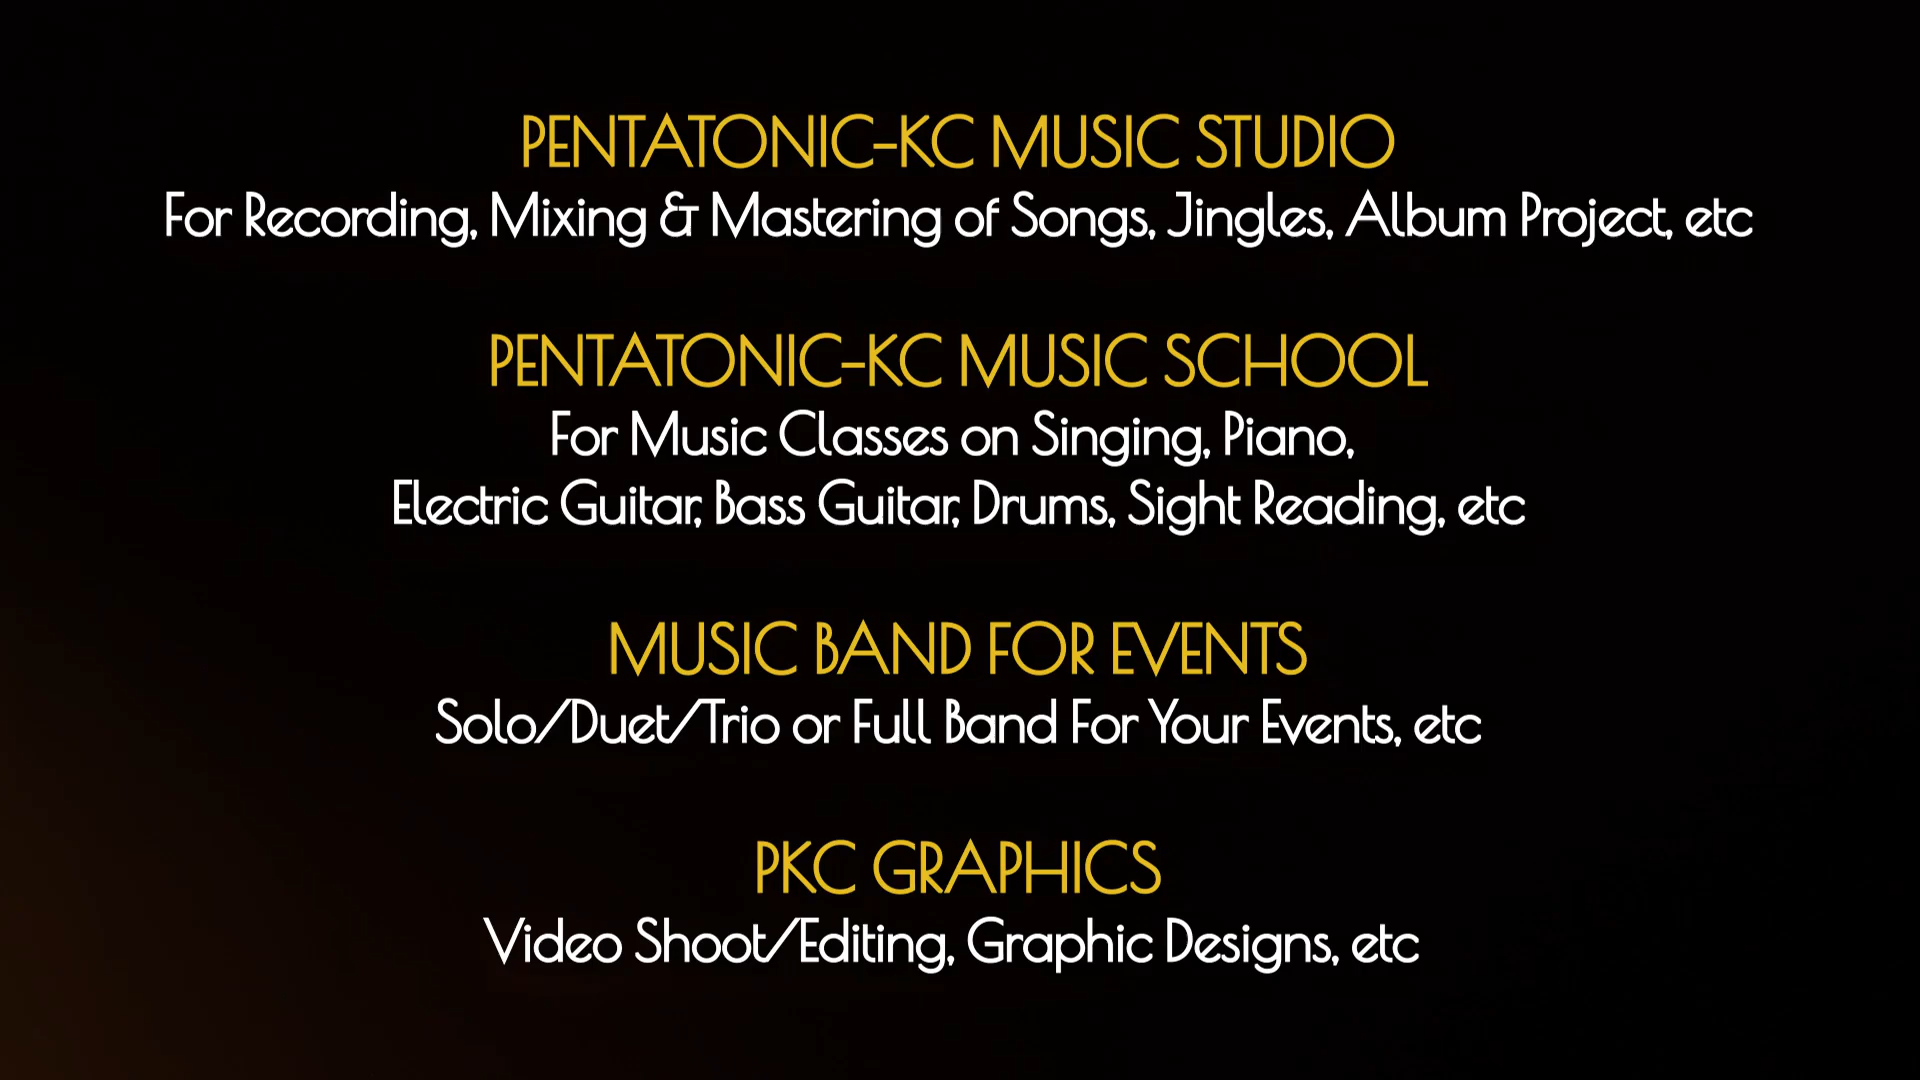 PENTATONIC-KC MUSIC STUDIO
For Recording, Mixing & Mastering of Songs, Jingles, Album Project, etc
PENTATONIC-KC MUSIC SCHOOL
For Music Classes on Singing, Piano,
Electric Guitar, Bass Guitar, Drums, Sight Reading, etc
MUSIC BAND FOR EVENTS
Solo/Duet/Trio or Full Band For Your Events, etc
PKC GRAPHICS
Video Shoot/Editing, Graphic Designs, etc